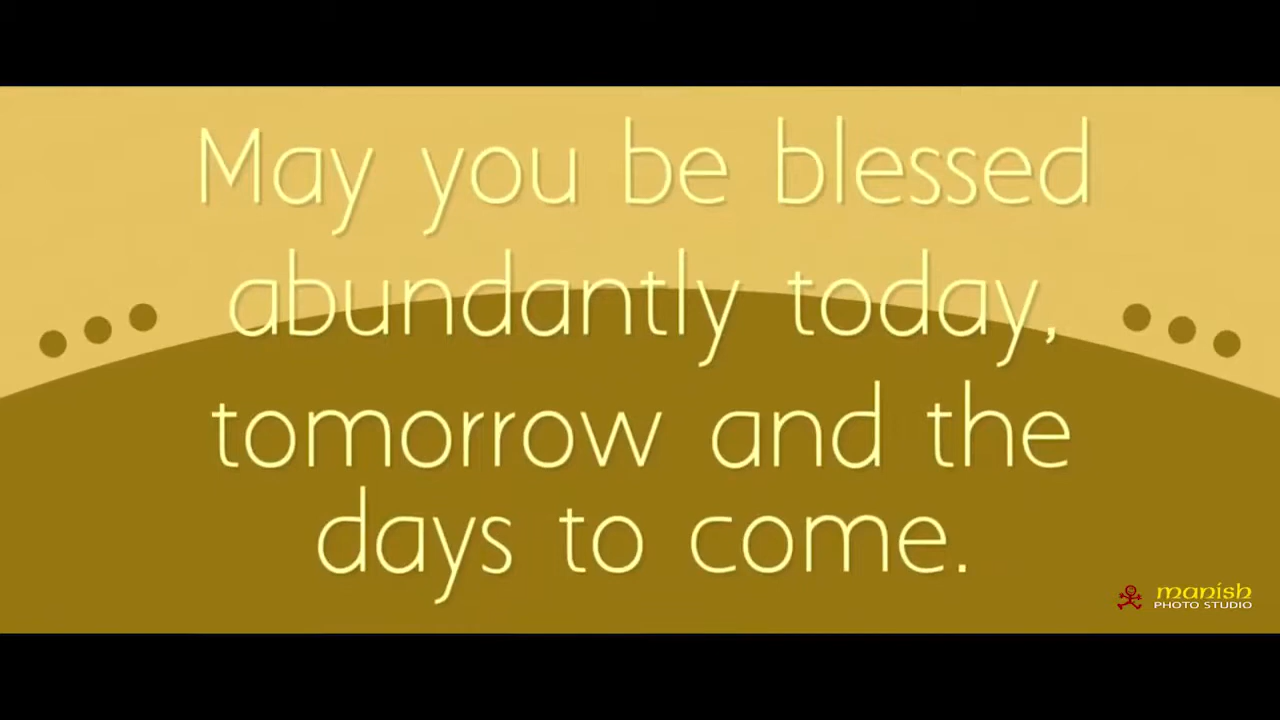 May you be blessed
abundantly today,
tomorrow and the
days to come.
manish
PHOTO STUDIO